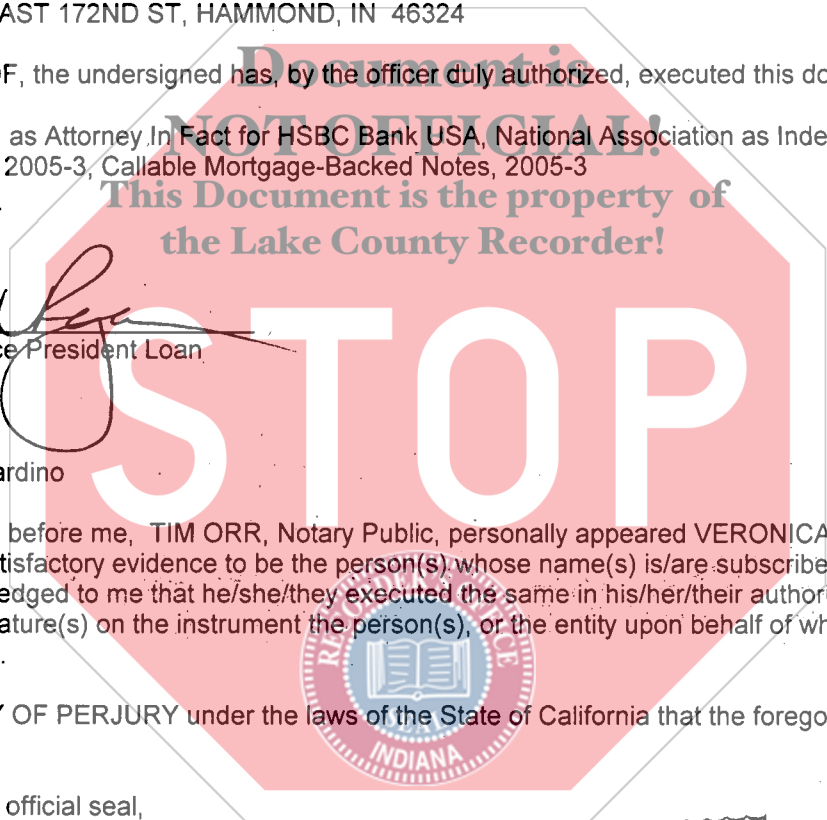 AST 172ND ST, HAMMOND, IN 46324
Document is
F, the undersigned has, by the officer duly authorized, executed this do
NOT OFFICIAL!
as Attorney In Fact for HSBC Bank USA, National Association as Inde
2005-3, Callable Mortgage-Backed Notes, 2005-3
This Document is the property of
the Lake County Recorder!
STOP
ce President Loan
ardino
before me, TIM ORR, Notary Public, personally appeared VERONICA
tisfactory evidence to be the person(s) whose name(s) is/are subscribe
edged to me that he/she/they executed the same in his/her/their author
ature(s) on the instrument the person(s), or the entity upon behalf of wh
RECORDER'S OFFICE
SEAL
INDIANA
Y OF PERJURY under the laws of the State of California that the forego
official seal,